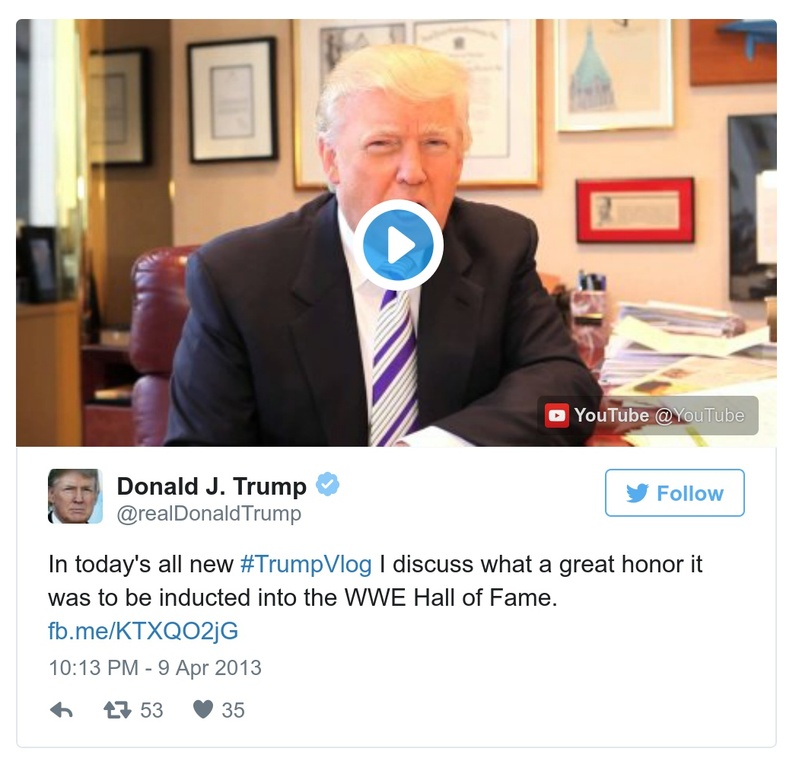 YouTube @YouTube
Donald J. Trump
@realDonaldTrump
Follow
In today's all new #TrumpVlog I discuss what a great honor it
was to be inducted into the WWE Hall of Fame.
fb.me/KTXQO2jG
10:13 PM - 9 Apr 2013
53 35